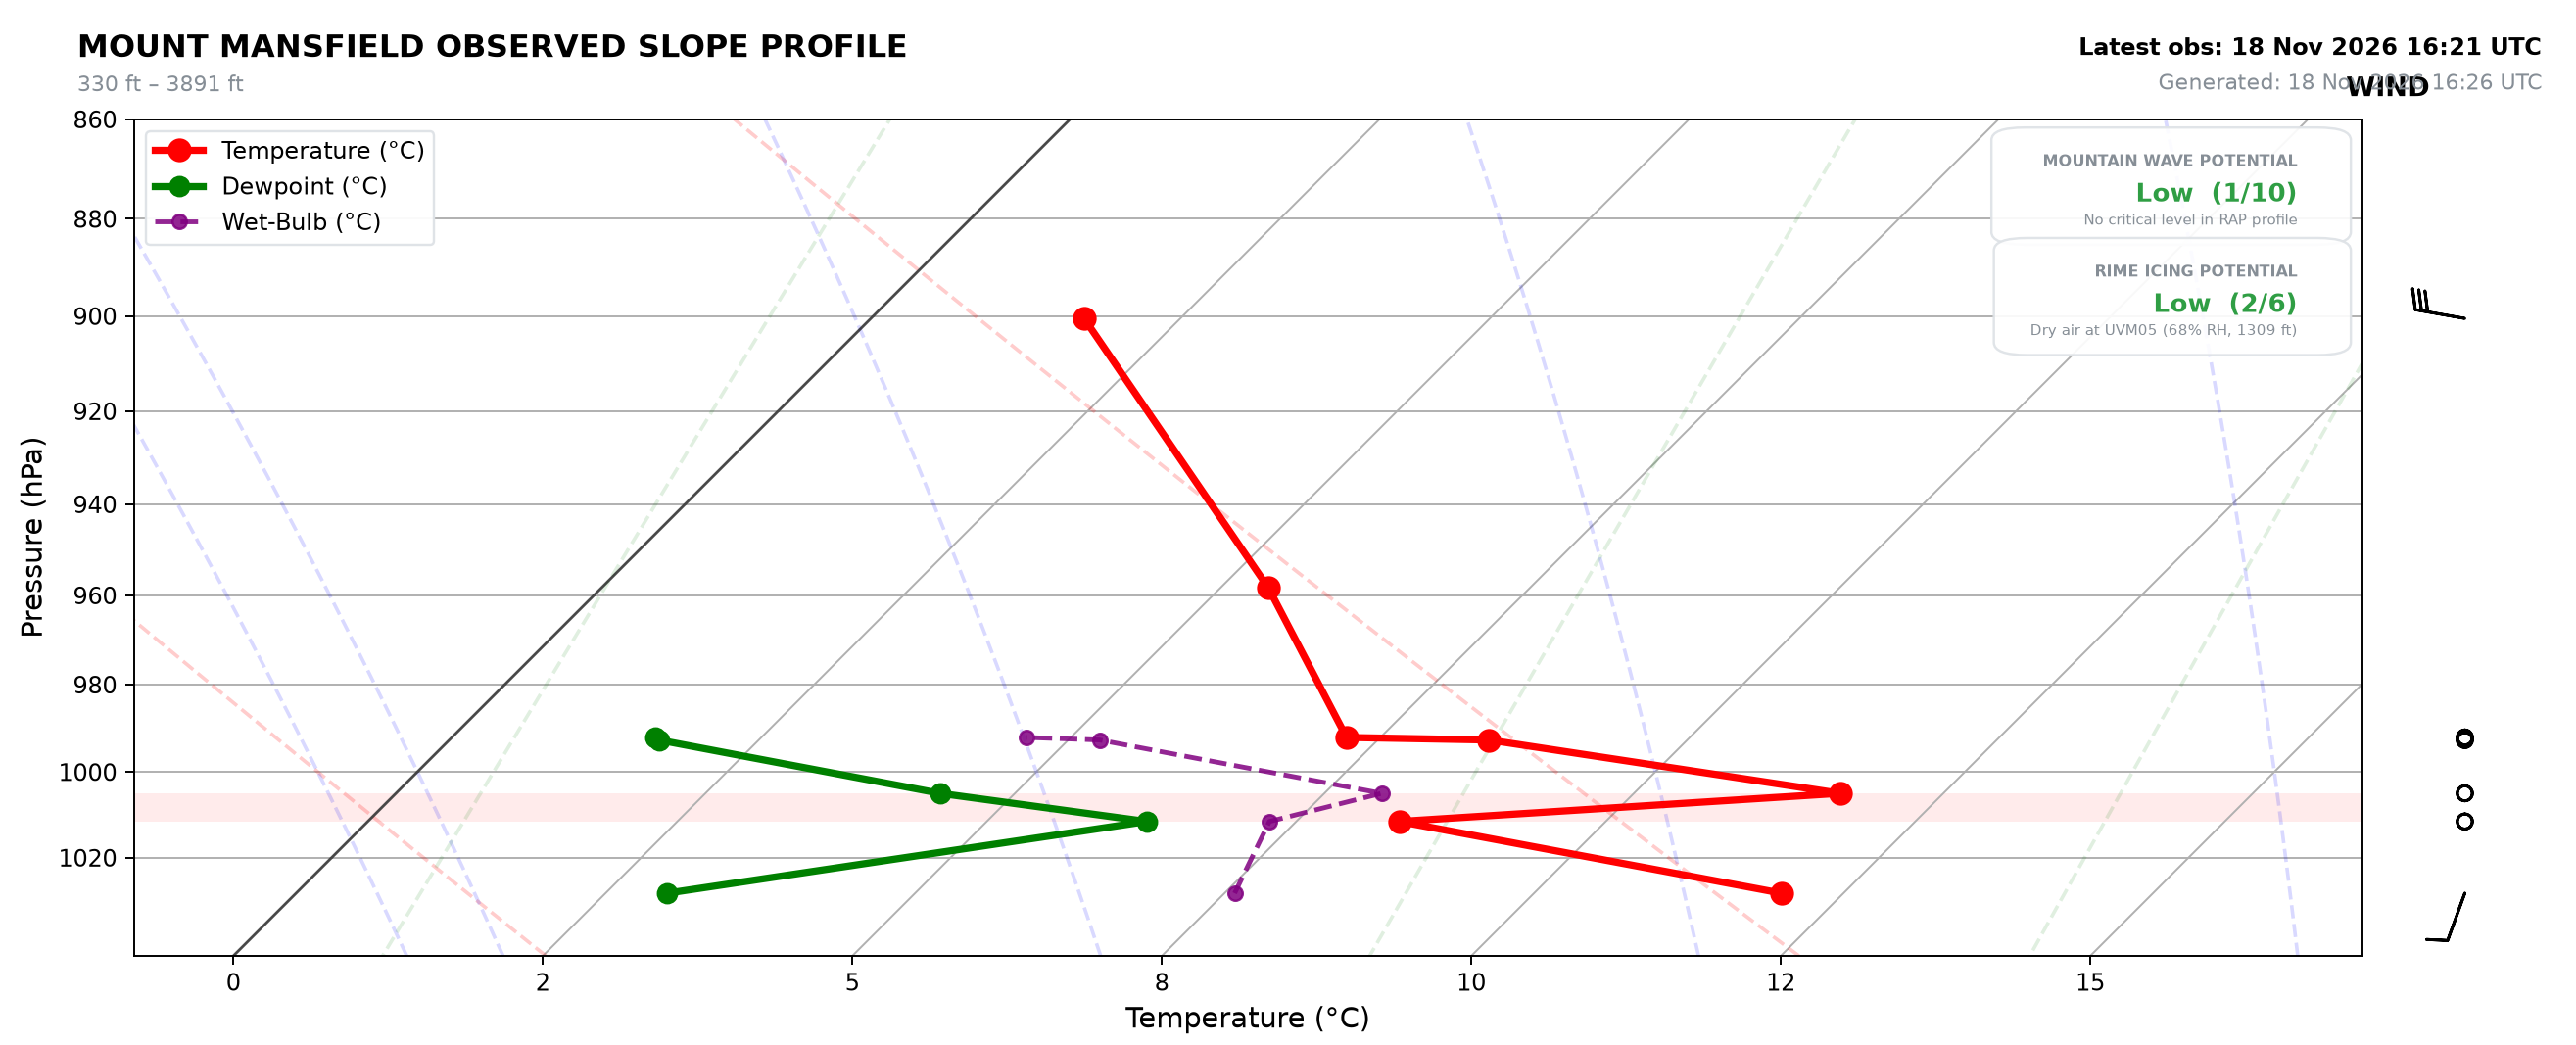 MOUNT MANSFIELD OBSERVED SLOPE PROFILE
330 ft – 3891 ft
Latest obs: 18 Nov 2026 16:21 UTC
Generated: 18 Nov 2026 16:26 UTC
WIND
Temperature (°C)
Dewpoint (°C)
Wet-Bulb (°C)
MOUNTAIN WAVE POTENTIAL
Low (1/10)
No critical level in RAP profile
RIME ICING POTENTIAL
Low (2/6)
Dry air at UVM05 (68% RH, 1309 ft)
Pressure (hPa)
860
880
900
920
940
960
980
1000
1020
0 2 5 8 10 12 15
Temperature (°C)